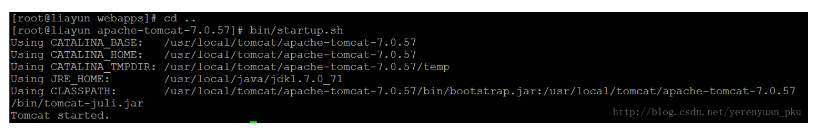 [root@liayun webapps]# cd ..
[root@liayun apache-tomcat-7.0.57]# bin/startup.sh
Using CATALINA_BASE:   /usr/local/tomcat/apache-tomcat-7.0.57
Using CATALINA_HOME:   /usr/local/tomcat/apache-tomcat-7.0.57
Using CATALINA_TMPDIR: /usr/local/tomcat/apache-tomcat-7.0.57/temp
Using JRE_HOME:        /usr/local/java/jdk1.7.0_71
Using CLASSPATH:       /usr/local/tomcat/apache-tomcat-7.0.57/bin/bootstrap.jar:/usr/local/tomcat/apache-tomcat-7.0.57
/bin/tomcat-juli.jar
Tomcat started.
http://blog.csdn.net/yerenyuan_pku